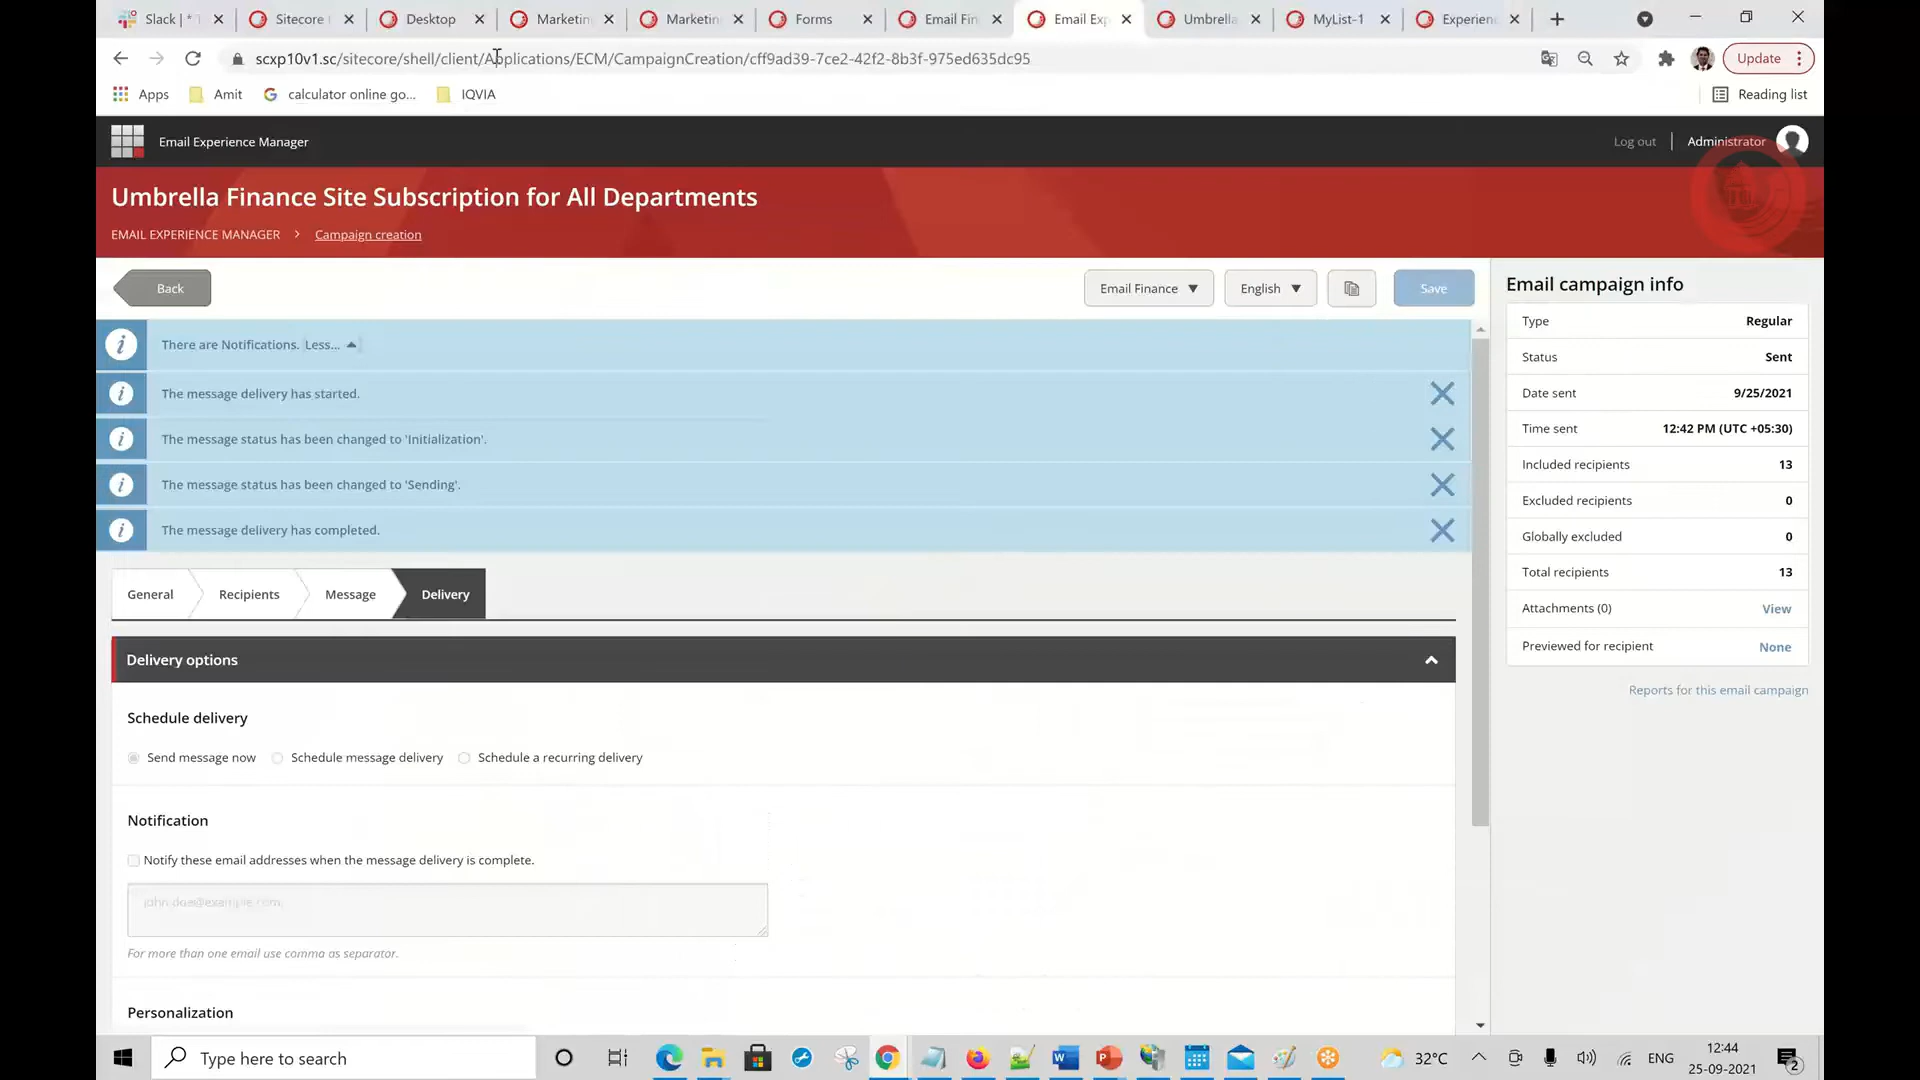 Slack | *
Sitecore
Desktop
Marketin
Marketin
Forms
Email Fin
Email Exp
Umbrella
MyList-1
Experien
scxp10v1.sc/sitecore/shell/client/Applications/ECM/CampaignCreation/cff9ad39-7ce2-42f2-8b3f-975ed635dc95
Update
Apps
Amit
calculator online go...
IQVIA
Reading list
Email Experience Manager
Log out
Administrator
Umbrella Finance Site Subscription for All Departments
EMAIL EXPERIENCE MANAGER > Campaign creation
Back
Email Finance
English
Save
There are Notifications. Less...
The message delivery has started.
The message status has been changed to 'Initialization'.
The message status has been changed to 'Sending'.
The message delivery has completed.
General
Recipients
Message
Delivery
Delivery options
Schedule delivery
Send message now
Schedule message delivery
Schedule a recurring delivery
Notification
Notify these email addresses when the message delivery is complete.
john.doe@example.com
For more than one email use comma as separator.
Personalization
Email campaign info
Type Regular
Status Sent
Date sent 9/25/2021
Time sent 12:42 PM (UTC +05:30)
Included recipients 13
Excluded recipients 0
Globally excluded 0
Total recipients 13
Attachments (0) View
Previewed for recipient None
Reports for this email campaign
Type here to search
32°C
ENG
12:44
25-09-2021
2